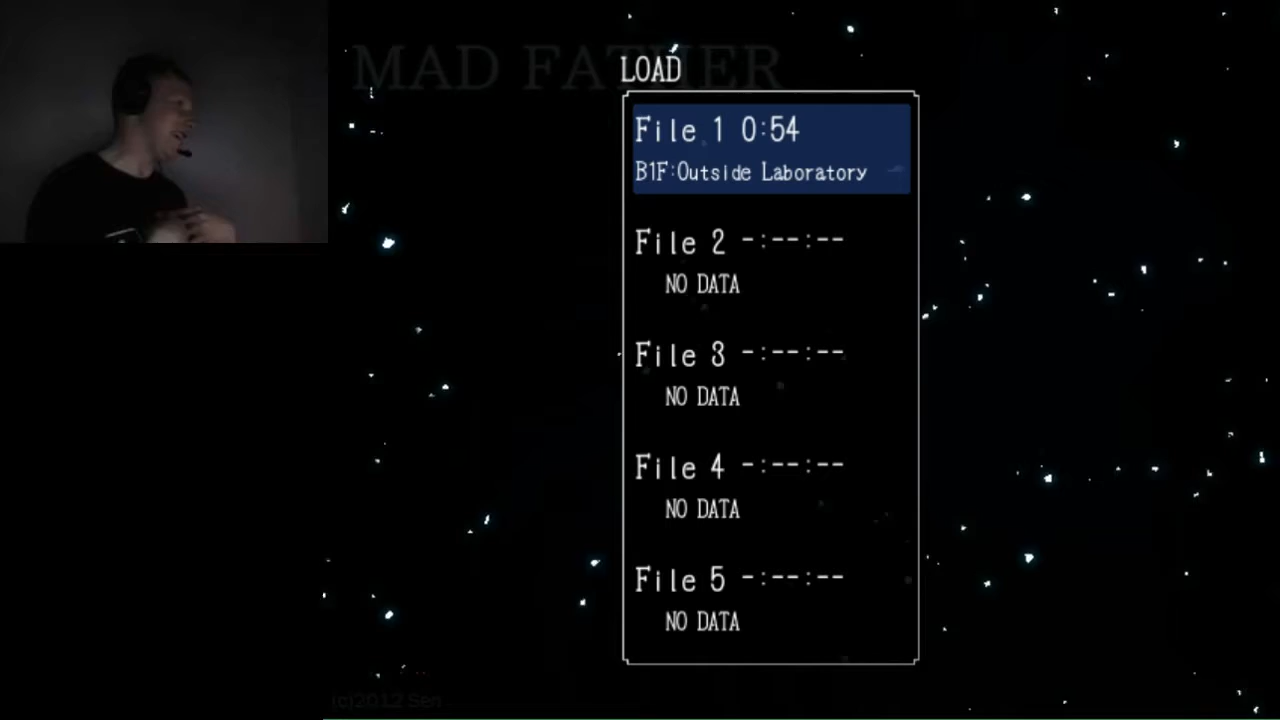 MAD FATHER
LOAD
File 1 0:54
B1F:Outside Laboratory
File 2 -:--:--
NO DATA
File 3 -:--:--
NO DATA
File 4 -:--:--
NO DATA
File 5 -:--:--
NO DATA
(c)2012 Sen